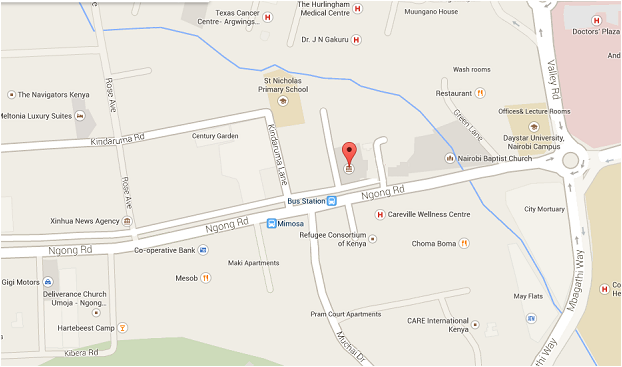 Texas Cancer
Centre- Argwings...
The Hurlingham
Medical Centre
Muungano House
Dr. J N Gakuru
Doctors' Plaza
And
Valley Rd
Wash rooms
Restaurant
St Nicholas
Primary School
Rose Ave
The Navigators Kenya
Meltonia Luxury Suites
Kindaruma Rd
Century Garden
Kindaruma Lane
Green Lane
Offices& Lecture Rooms
Daystar University,
Nairobi Campus
Nairobi Baptist Church
Rose Ave
Bus Station
Ngong Rd
Xinhua News Agency
Ngong Rd
Mimosa
Careville Wellness Centre
City Mortuary
Ngong Rd
Co-operative Bank
Refugee Consortium
of Kenya
Choma Boma
Maki Apartments
Mesob
Gigi Motors
Deliverance Church
Umoja - Ngong...
Mbagathi Way
Co
He
May Flats
Hartebeest Camp
Pram Court Apartments
CARE International
Kenya
Muchai Dr
Kibera Rd
thi Way